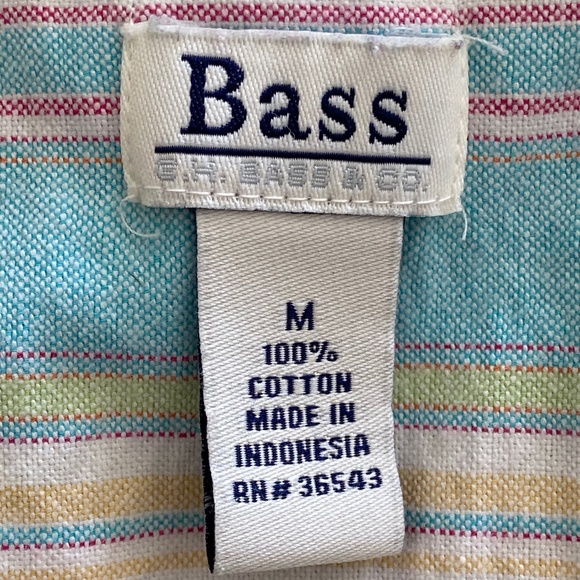 Bass
G.H. BASS & CO.
M
100%
COTTON
MADE IN
INDONESIA
RN# 36543